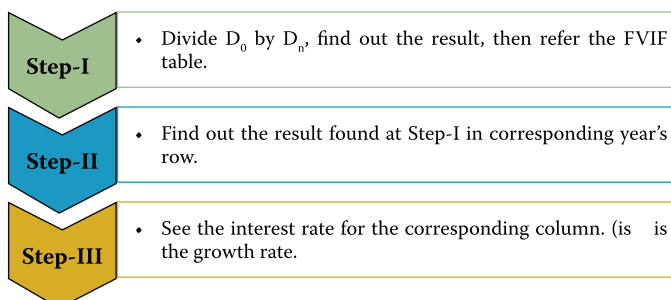 Step-I
• Divide D₀ by Dₙ, find out the result, then refer the FVIF
table.
Step-II
• Find out the result found at Step-I in corresponding year's
row.
Step-III
• See the interest rate for the corresponding column. (is is
the growth rate.